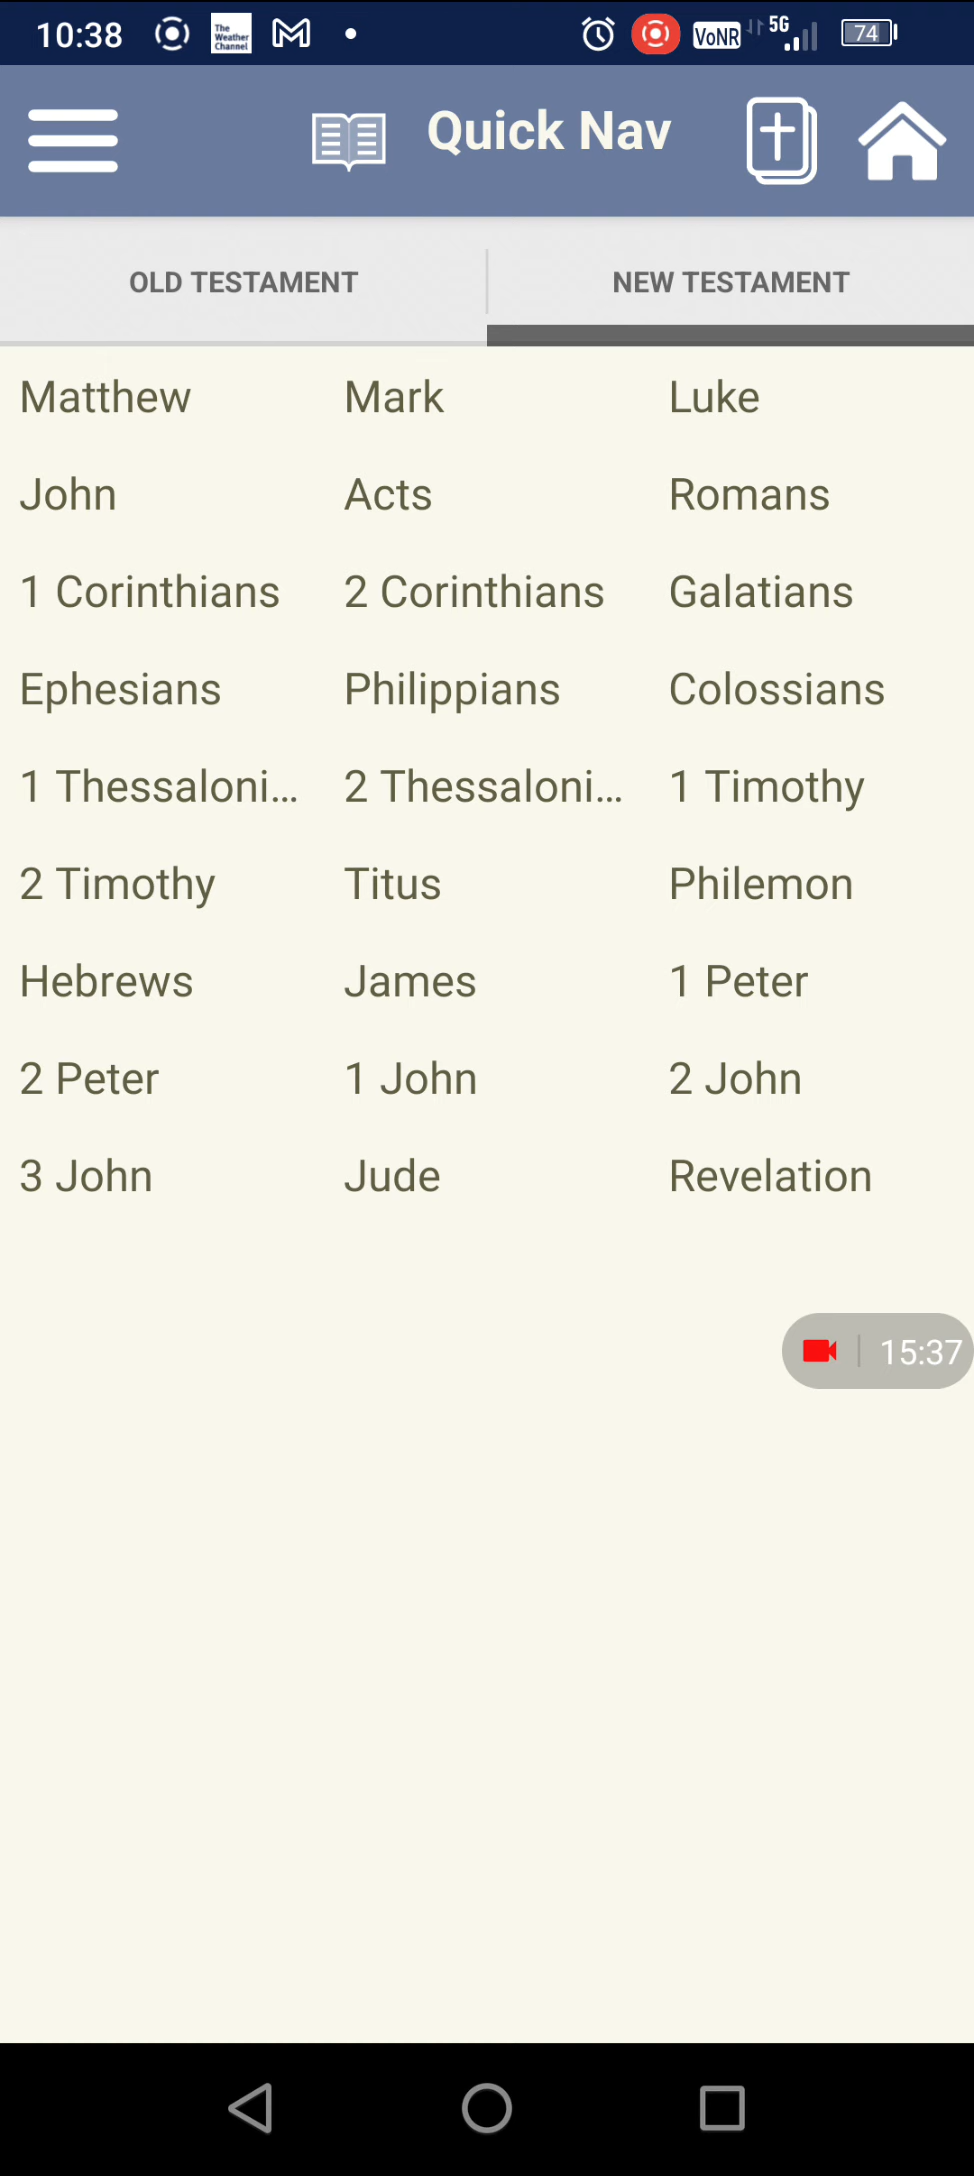 10:38 The Weather Channel VoNR 5G 74
Quick Nav
OLD TESTAMENT NEW TESTAMENT
Matthew Mark Luke
John Acts Romans
1 Corinthians 2 Corinthians Galatians
Ephesians Philippians Colossians
1 Thessaloni... 2 Thessaloni... 1 Timothy
2 Timothy Titus Philemon
Hebrews James 1 Peter
2 Peter 1 John 2 John
3 John Jude Revelation
15:37